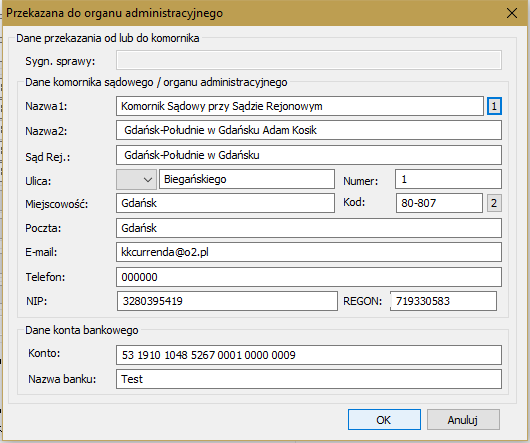 Przekazana do organu administracyjnego
Dane przekazania od lub do komornika
Sygn. sprawy:
Dane komornika sądowego / organu administracyjnego
Nazwa1: Komornik Sądowy przy Sądzie Rejonowym 1
Nazwa2: Gdańsk-Południe w Gdańsku Adam Kosik
Sąd Rej.: Gdańsk-Południe w Gdańsku
Ulica: Biegańskiego Numer: 1
Miejscowość: Gdańsk Kod: 80-807 2
Poczta: Gdańsk
E-mail: kkcurrenda@o2.pl
Telefon: 000000
NIP: 3280395419 REGON: 719330583
Dane konta bankowego
Konto: 53 1910 1048 5267 0001 0000 0009
Nazwa banku: Test
OK Anuluj